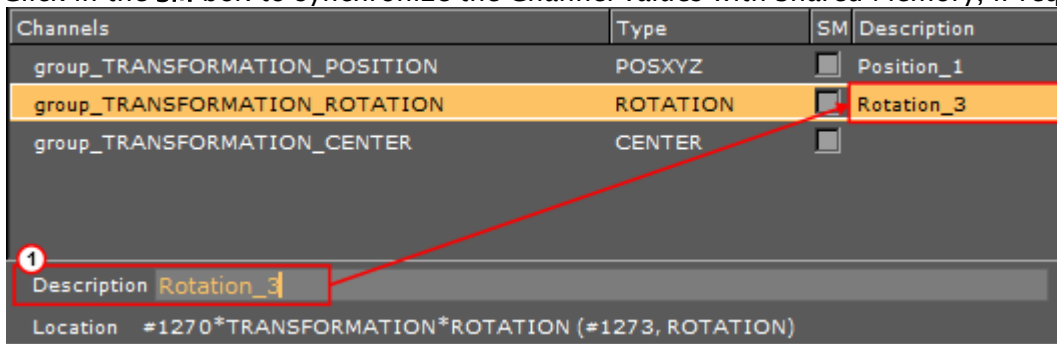 Channels Type SM Description
group_TRANSFORMATION_POSITION POSXYZ Position_1
group_TRANSFORMATION_ROTATION ROTATION Rotation_3
group_TRANSFORMATION_CENTER CENTER
1
Description Rotation_3
Location #1270*TRANSFORMATION*ROTATION (#1273, ROTATION)